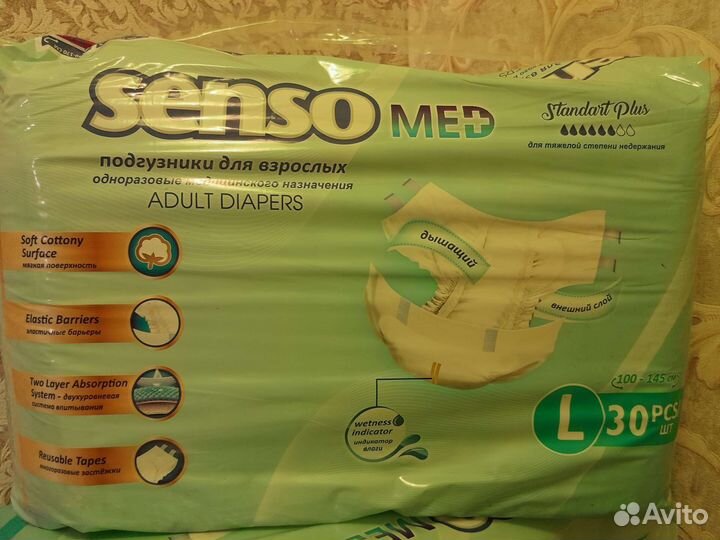 senso MED
подгузники для взрослых
одноразовые медицинского назначения
ADULT DIAPERS
Standart Plus
для тяжелой степени недержания
Soft Cottony
Surface
мягкая поверхность
Elastic Barriers
эластичные барьеры
Two Layer Absorption
System - двухуровневая
система впитывания
Reusable Tapes
многоразовые застёжки
дышащий
внешний слой
wetness
indicator
индикатор
влаги
100 - 145 см
L 30 PCS
ШТ
MED
Avito